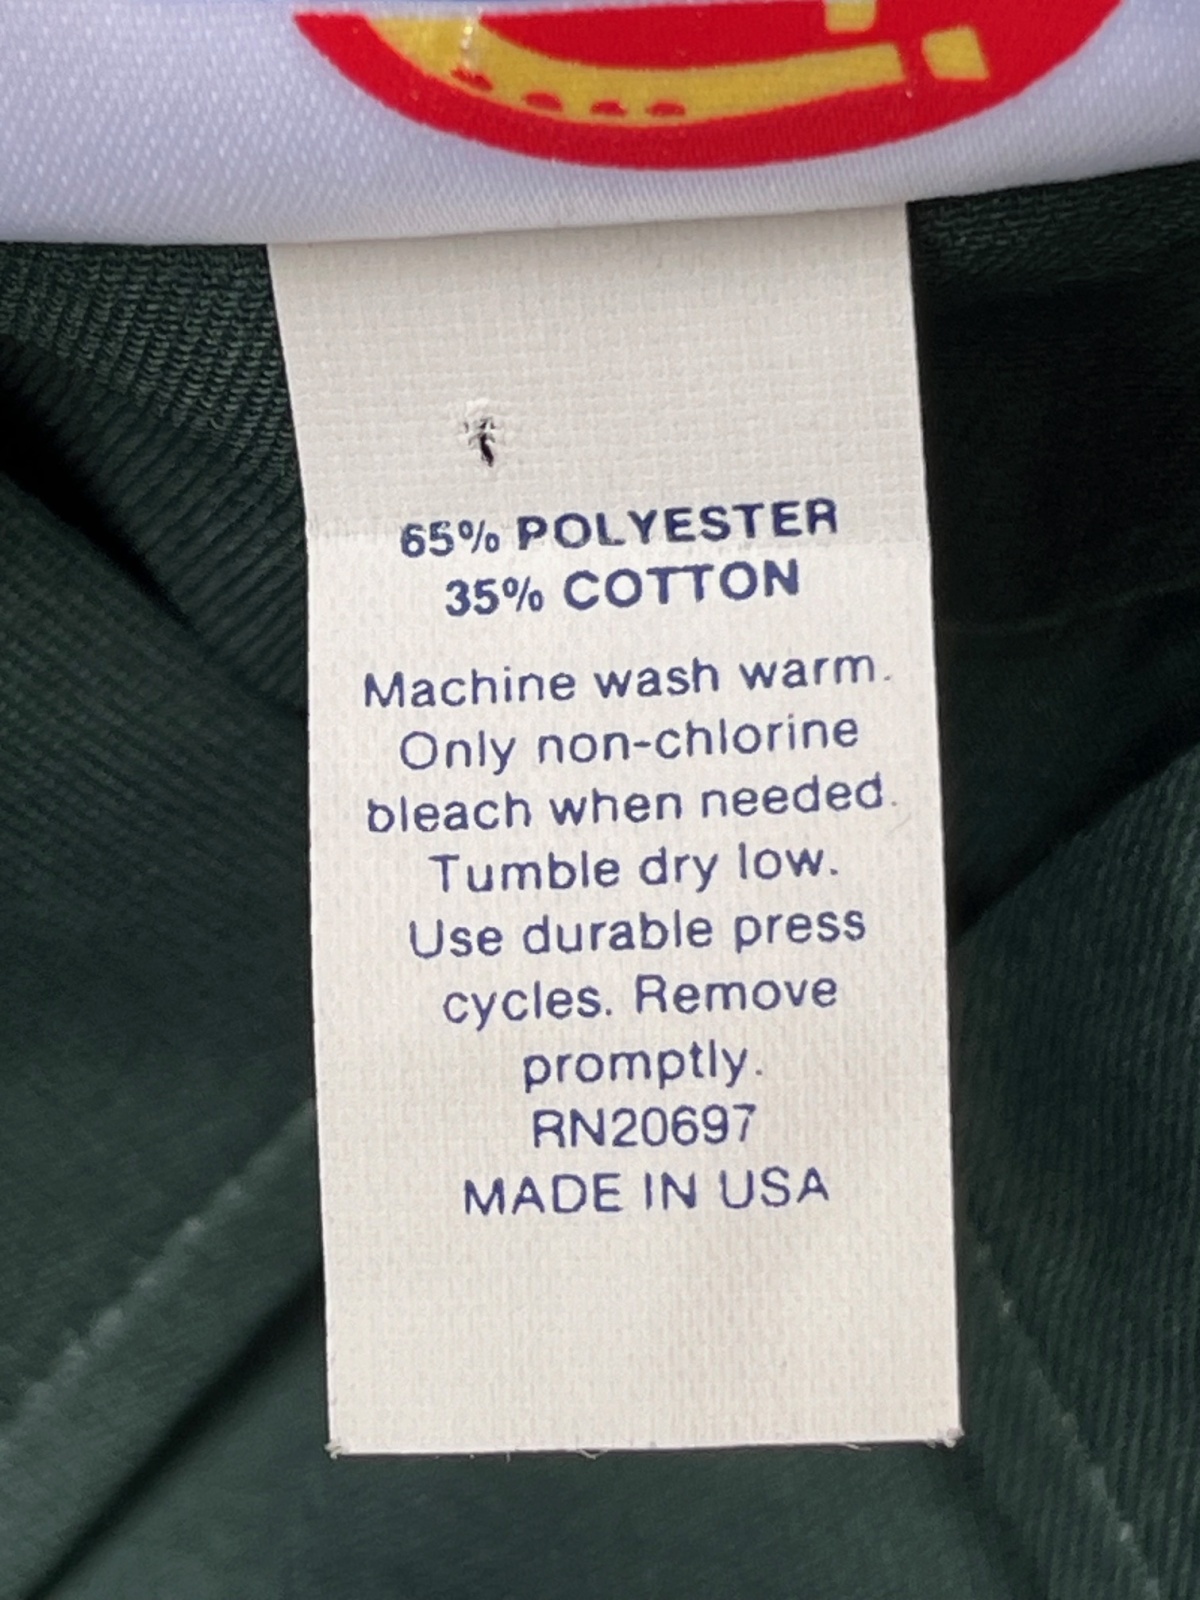 65% POLYESTER
35% COTTON
Machine wash warm.
Only non-chlorine
bleach when needed.
Tumble dry low.
Use durable press
cycles. Remove
promptly.
RN20697
MADE IN USA